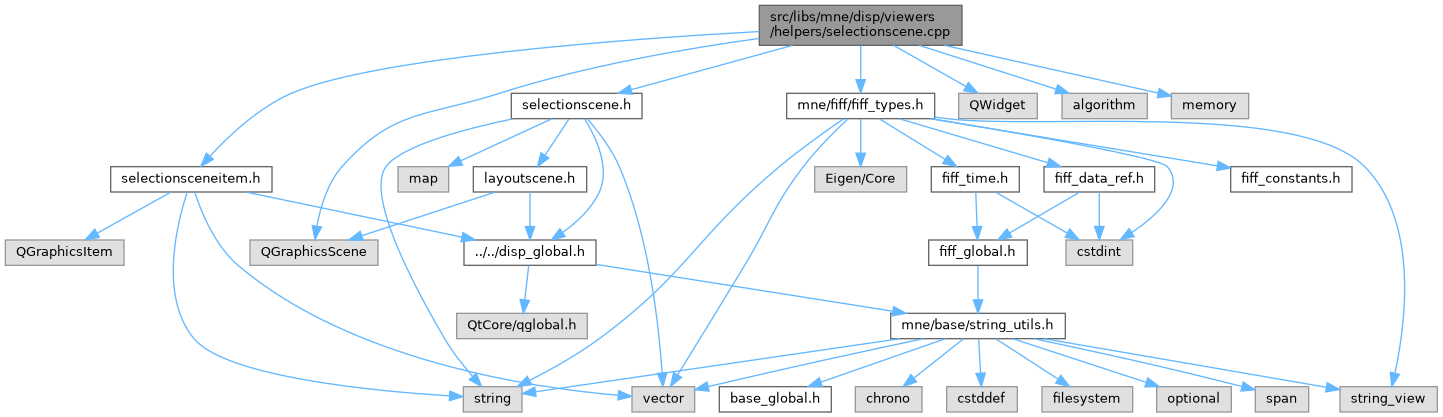 src/libs/mne/disp/viewers
/helpers/selectionscene.cpp
selectionscene.h
mne/fiff/fiff_types.h
QWidget
algorithm
memory
selectionsceneitem.h
map
layoutscene.h
Eigen/Core
fiff_time.h
fiff_data_ref.h
fiff_constants.h
QGraphicsItem
QGraphicsScene
../../disp_global.h
fiff_global.h
cstdint
QtCore/qglobal.h
mne/base/string_utils.h
string
vector
base_global.h
chrono
cstddef
filesystem
optional
span
string_view